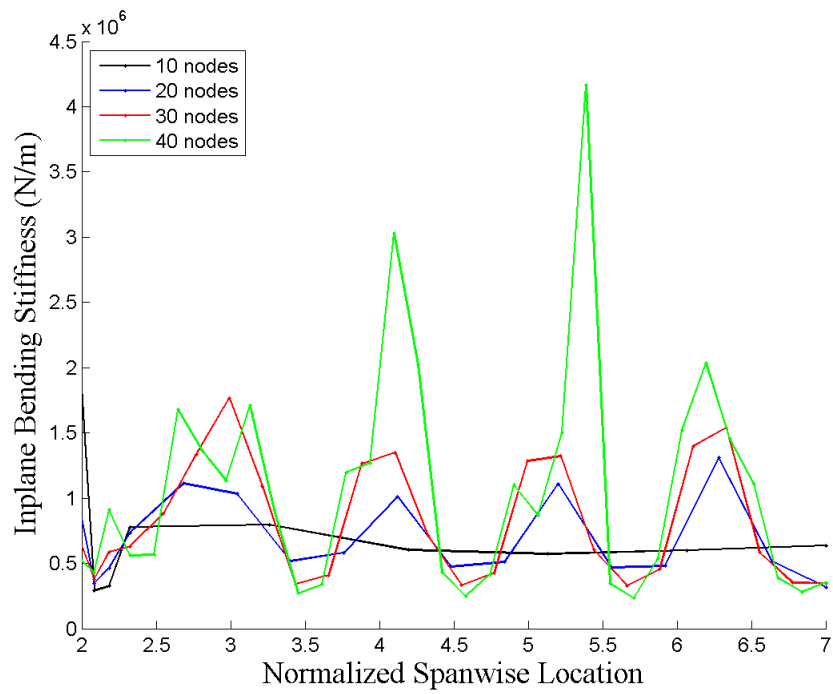 x 10^6
4.5
4
3.5
3
2.5
2
1.5
1
0.5
0
Inplane Bending Stiffness (N/m)
10 nodes
20 nodes
30 nodes
40 nodes
2 2.5 3 3.5 4 4.5 5 5.5 6 6.5 7
Normalized Spanwise Location